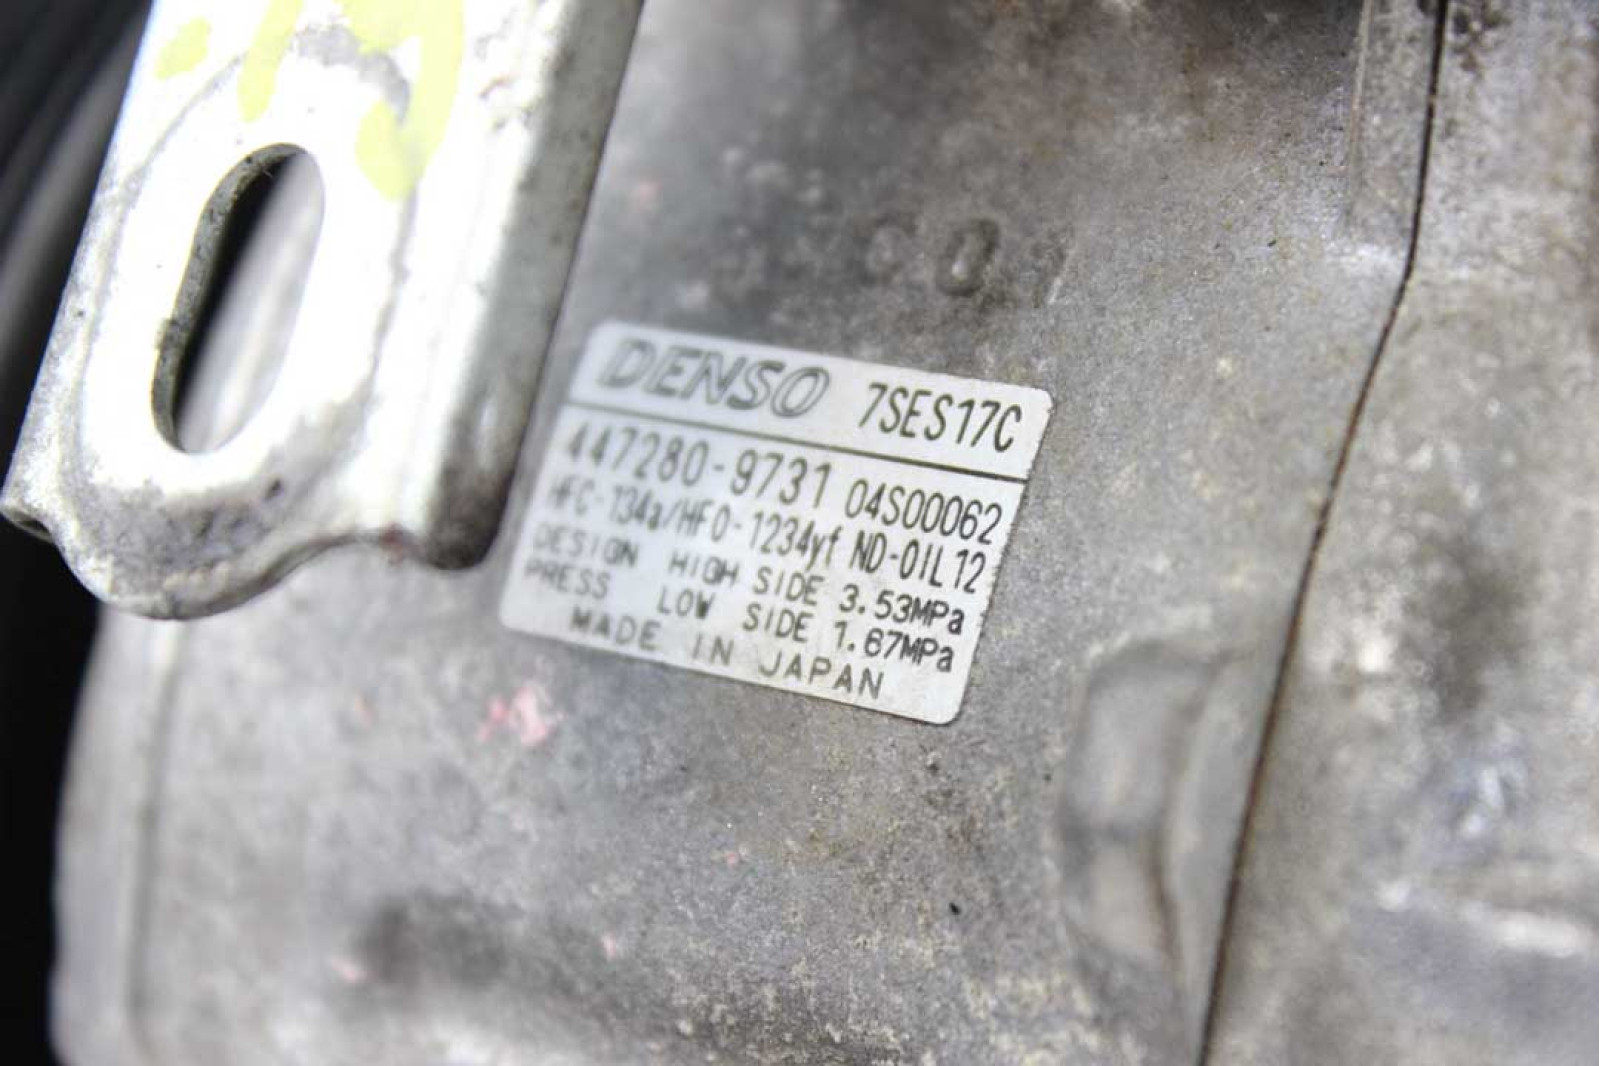 DENSO 7SES17C
447280-9731 04S00062
HFC-134a/HFO-1234yf ND-OIL12
DESIGN HIGH SIDE 3.53MPa
PRESS LOW SIDE 1.67MPa
MADE IN JAPAN